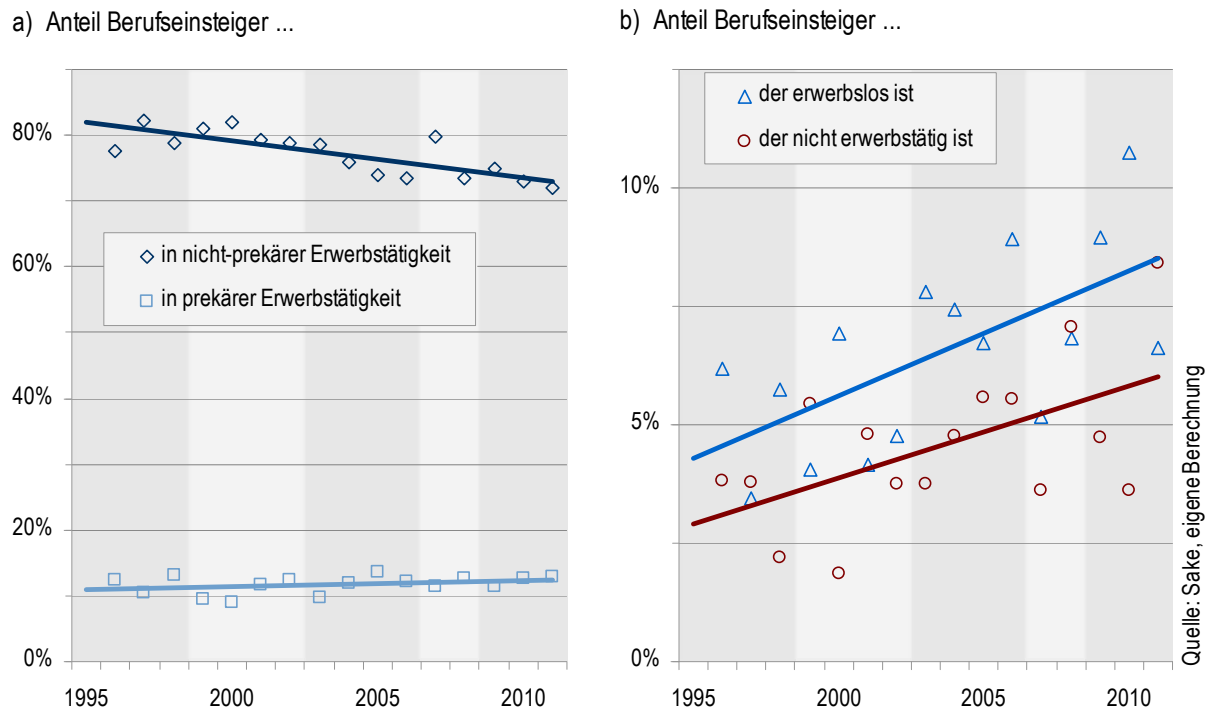 a) Anteil Berufseinsteiger ...
80%
60%
40%
20%
0%
in nicht-prekärer Erwerbstätigkeit
in prekärer Erwerbstätigkeit
1995 2000 2005 2010
b) Anteil Berufseinsteiger ...
10%
5%
0%
der erwerbslos ist
der nicht erwerbstätig ist
1995 2000 2005 2010
Quelle: Sake, eigene Berechnung